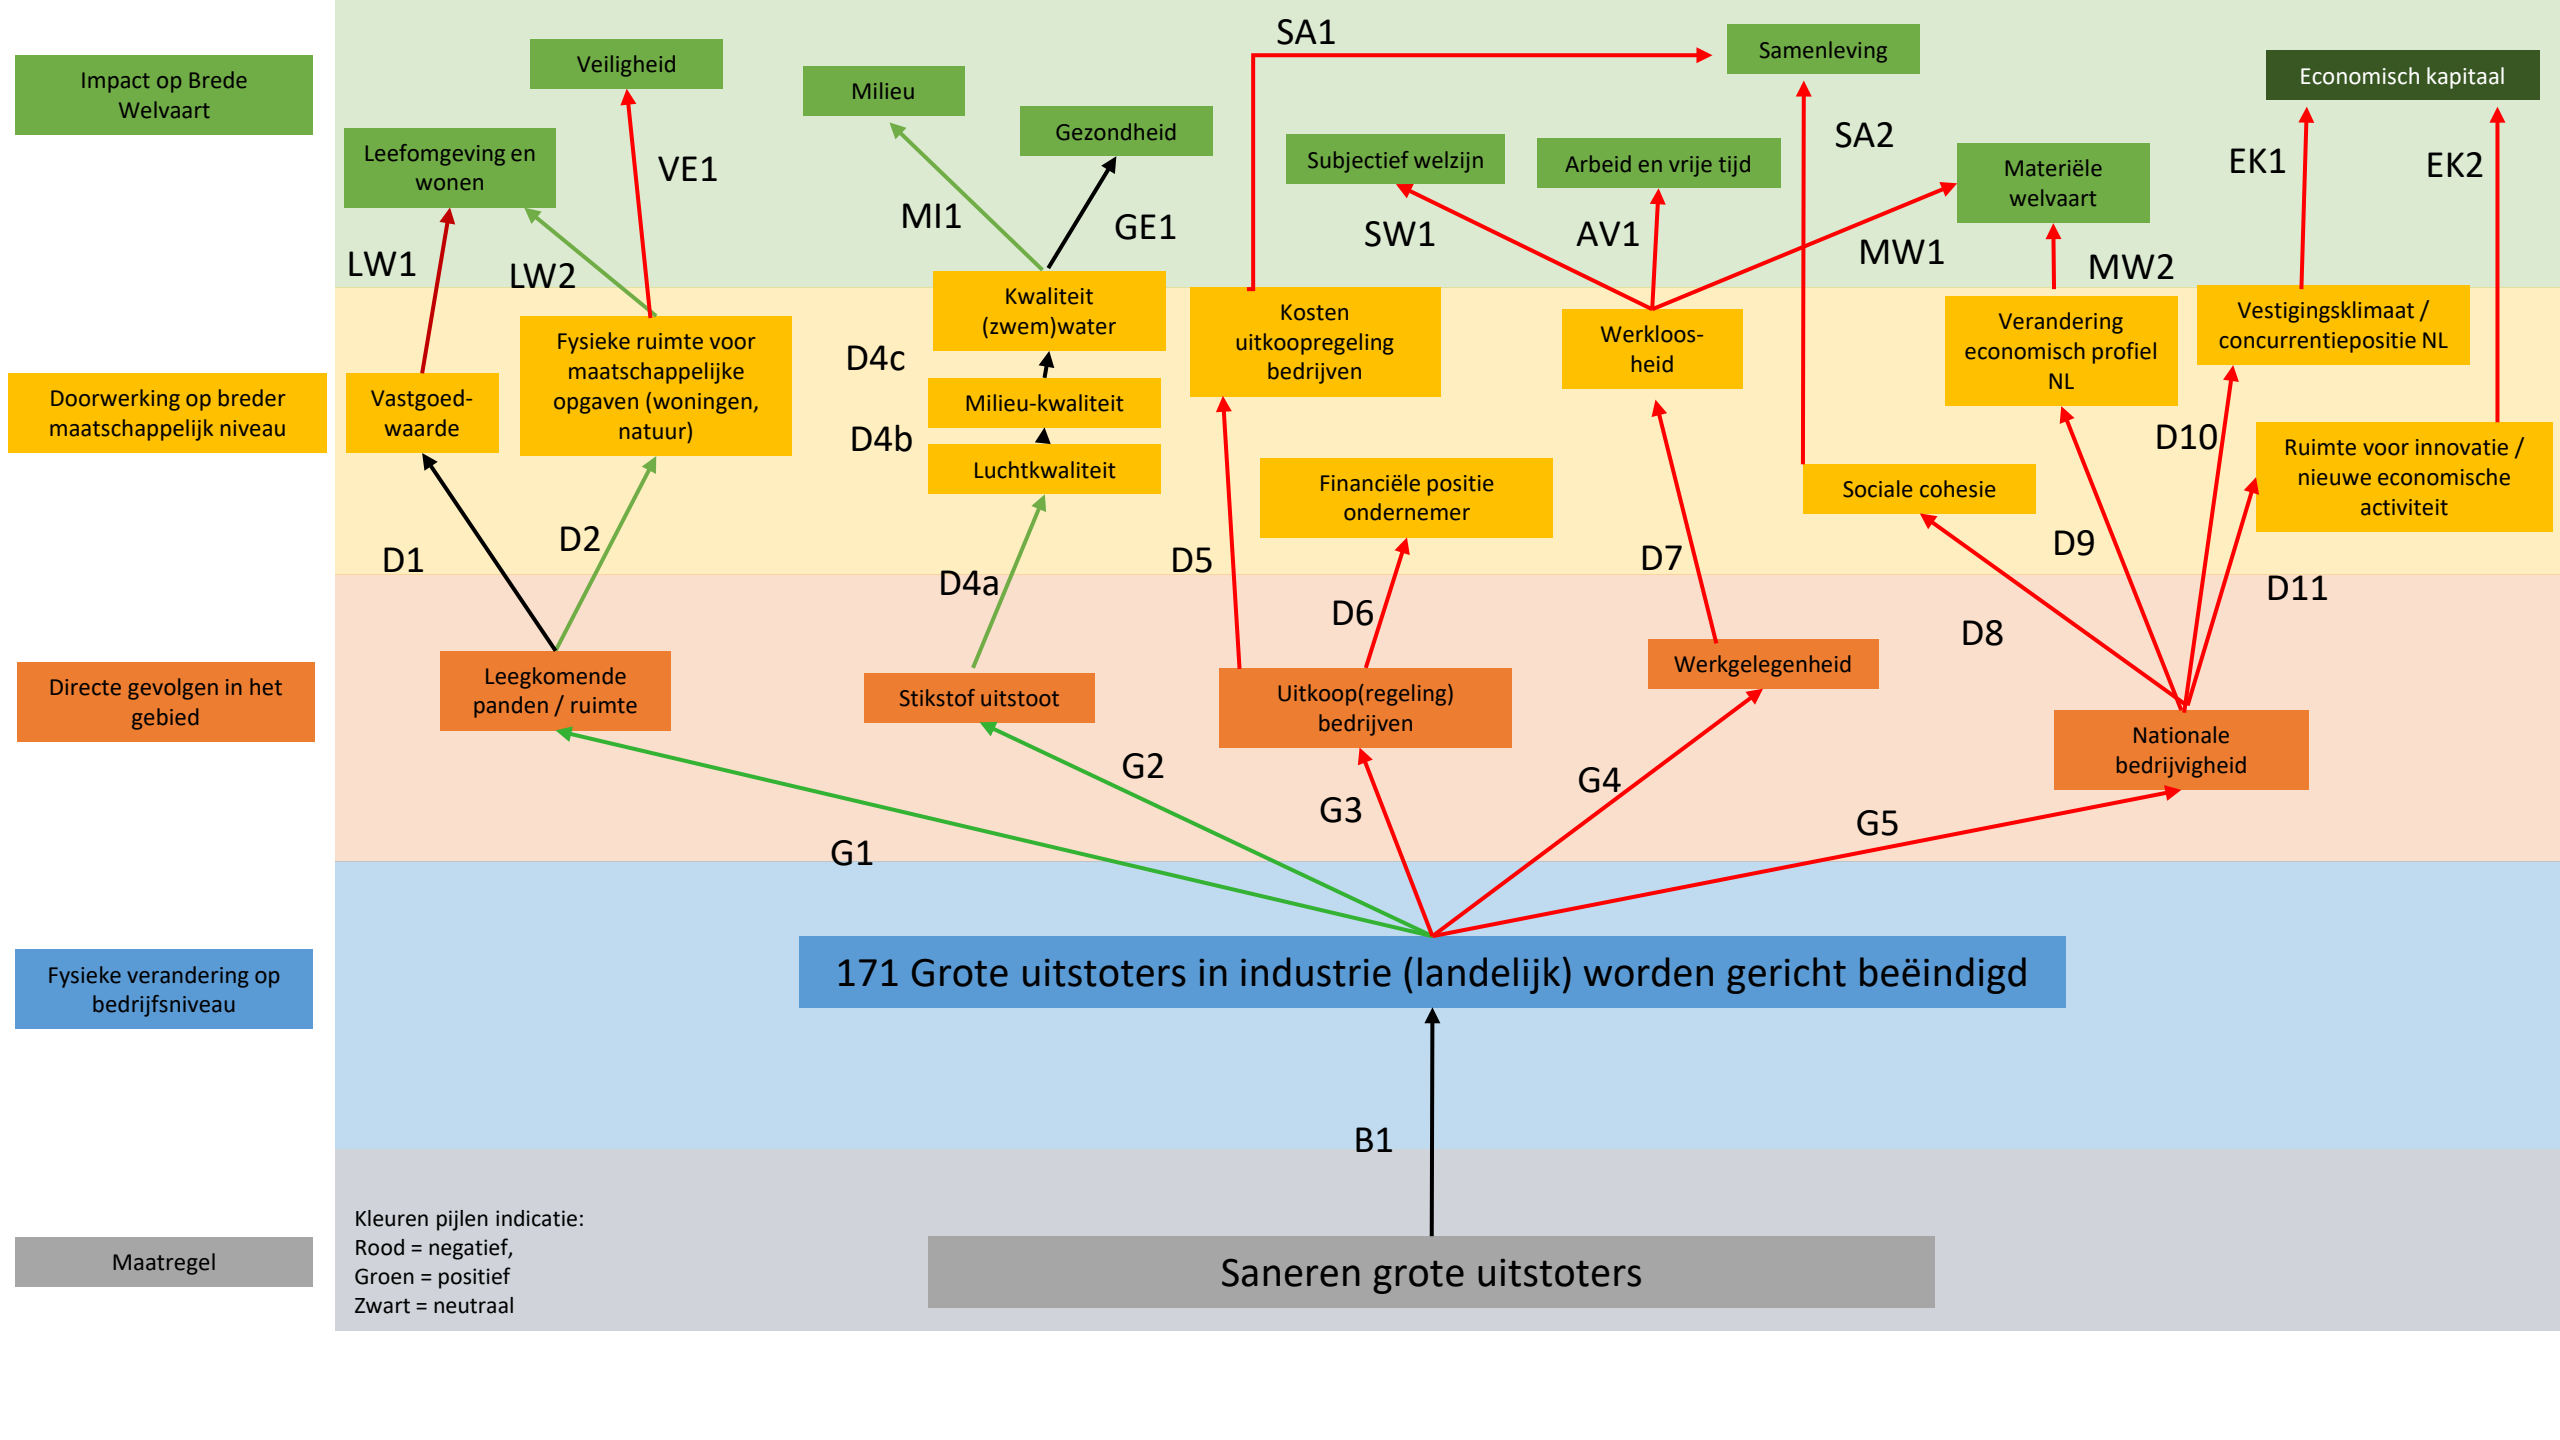 SA1
Samenleving
Veiligheid
Economisch kapitaal
Impact op Brede
Welvaart
Milieu
Gezondheid
Leefomgeving en
wonen
VE1
Subjectief welzijn
Arbeid en vrije tijd
SA2
Materiële
welvaart
EK1
EK2
MI1
GE1
SW1
AV1
MW1
MW2
LW1
LW2
Kwaliteit
(zwem)water
Kosten
uitkoopregeling
bedrijven
Werkloos-
heid
Verandering
economisch profiel
NL
Vestigingsklimaat /
concurrentiepositie NL
Doorwerking op breder
maatschappelijk niveau
Vastgoed-
waarde
Fysieke ruimte voor
maatschappelijke
opgaven (woningen,
natuur)
D4c
Milieu-kwaliteit
D4b
Luchtkwaliteit
Financiële positie
ondernemer
Sociale cohesie
D10
Ruimte voor innovatie /
nieuwe economische
activiteit
D1
D2
D4a
D5
D6
D7
D8
D9
D11
Directe gevolgen in het
gebied
Leegkomende
panden / ruimte
Stikstof uitstoot
Uitkoop(regeling)
bedrijven
Werkgelegenheid
Nationale
bedrijvigheid
G1
G2
G3
G4
G5
Fysieke verandering op
bedrijfsniveau
171 Grote uitstoters in industrie (landelijk) worden gericht beëindigd
B1
Maatregel
Kleuren pijlen indicatie:
Rood = negatief,
Groen = positief
Zwart = neutraal
Saneren grote uitstoters